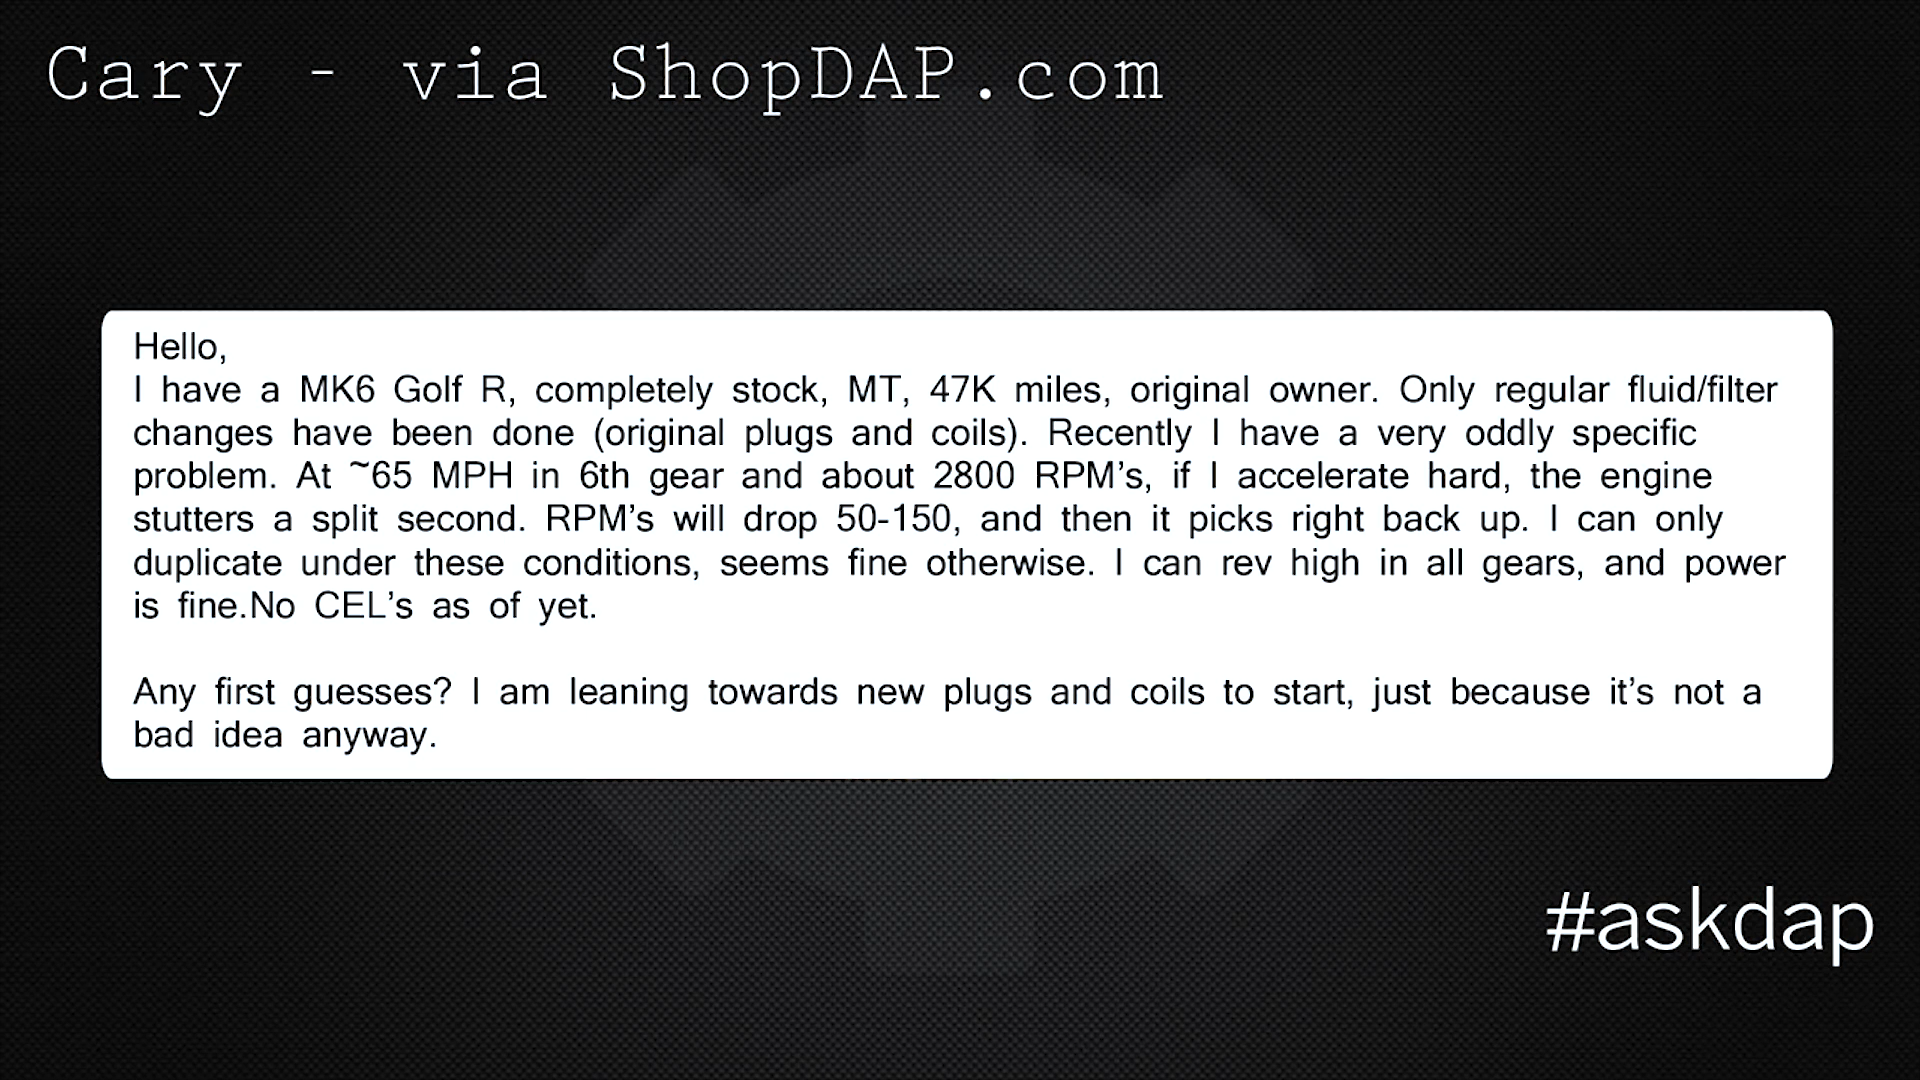 Cary - via ShopDAP.com
Hello,
I have a MK6 Golf R, completely stock, MT, 47K miles, original owner. Only regular fluid/filter
changes have been done (original plugs and coils). Recently I have a very oddly specific
problem. At ~65 MPH in 6th gear and about 2800 RPM’s, if I accelerate hard, the engine
stutters a split second. RPM’s will drop 50-150, and then it picks right back up. I can only
duplicate under these conditions, seems fine otherwise. I can rev high in all gears, and power
is fine.No CEL’s as of yet.
Any first guesses? I am leaning towards new plugs and coils to start, just because it’s not a
bad idea anyway.
#askdap